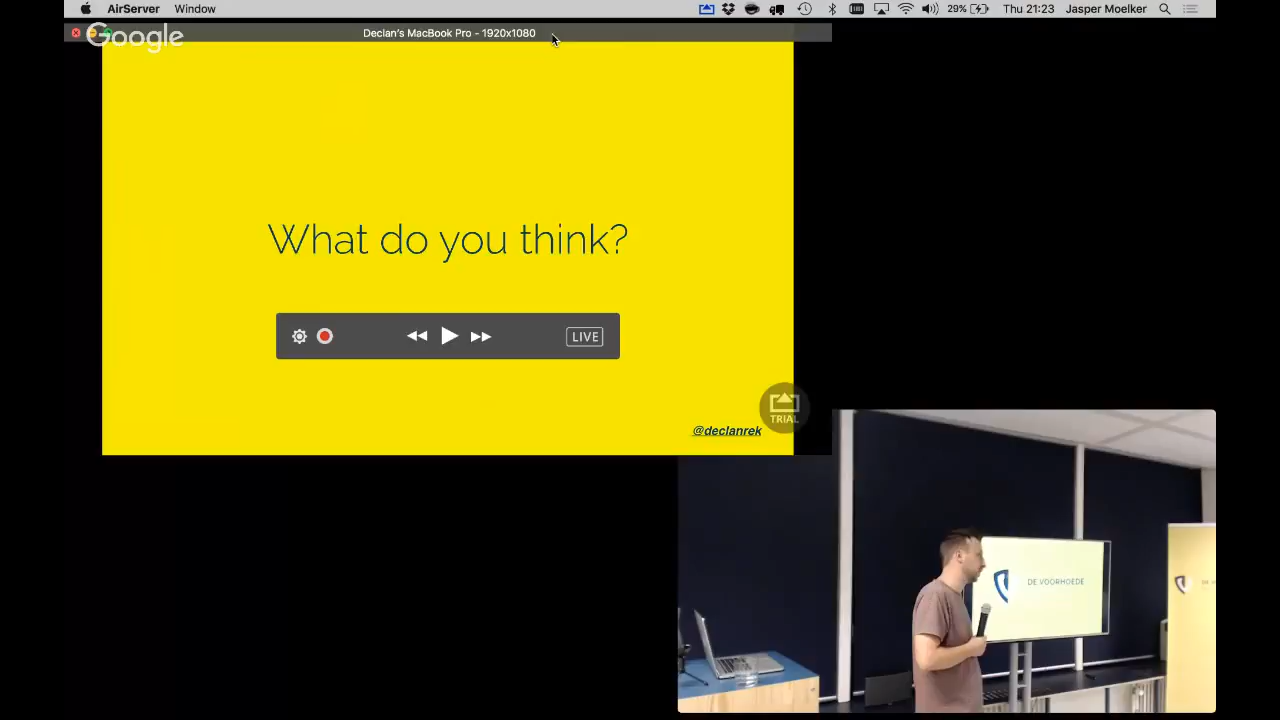 AirServer Window
29% Thu 21:23 Jasper Moelker
Google
Declan's MacBook Pro - 1920x1080
What do you think?
LIVE
TRIAL
@declanrek
DE VOORHOEDE